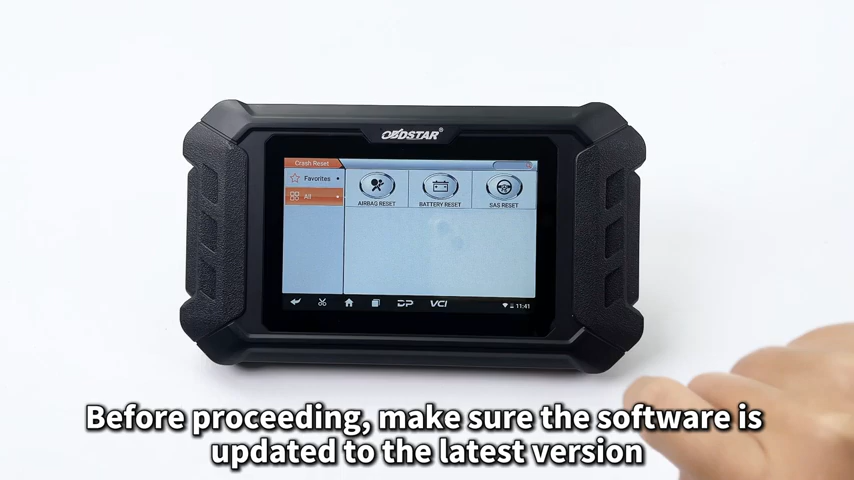 OBDSTAR®
Crash Reset
Favorites
All
AIRBAG RESET
BATTERY RESET
SAS RESET
DP
VCI
11:41
Before proceeding, make sure the software is
updated to the latest version